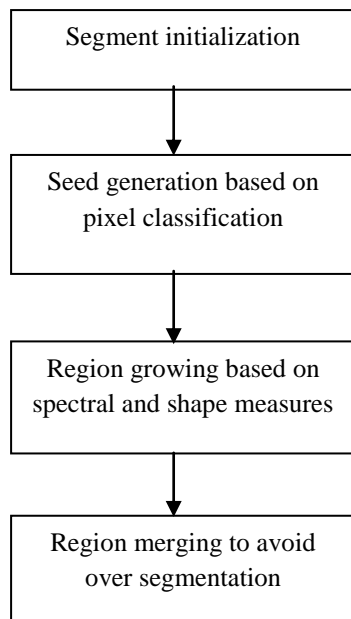 Segment initialization
Seed generation based on
pixel classification
Region growing based on
spectral and shape measures
Region merging to avoid
over segmentation